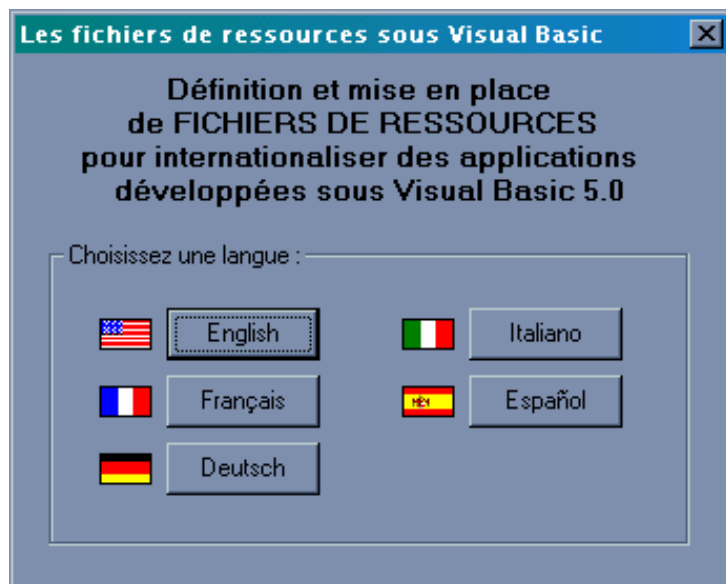 Les fichiers de ressources sous Visual Basic
Définition et mise en place
de FICHIERS DE RESSOURCES
pour internationaliser des applications
développées sous Visual Basic 5.0
Choisissez une langue :
English
Italiano
Français
Español
Deutsch